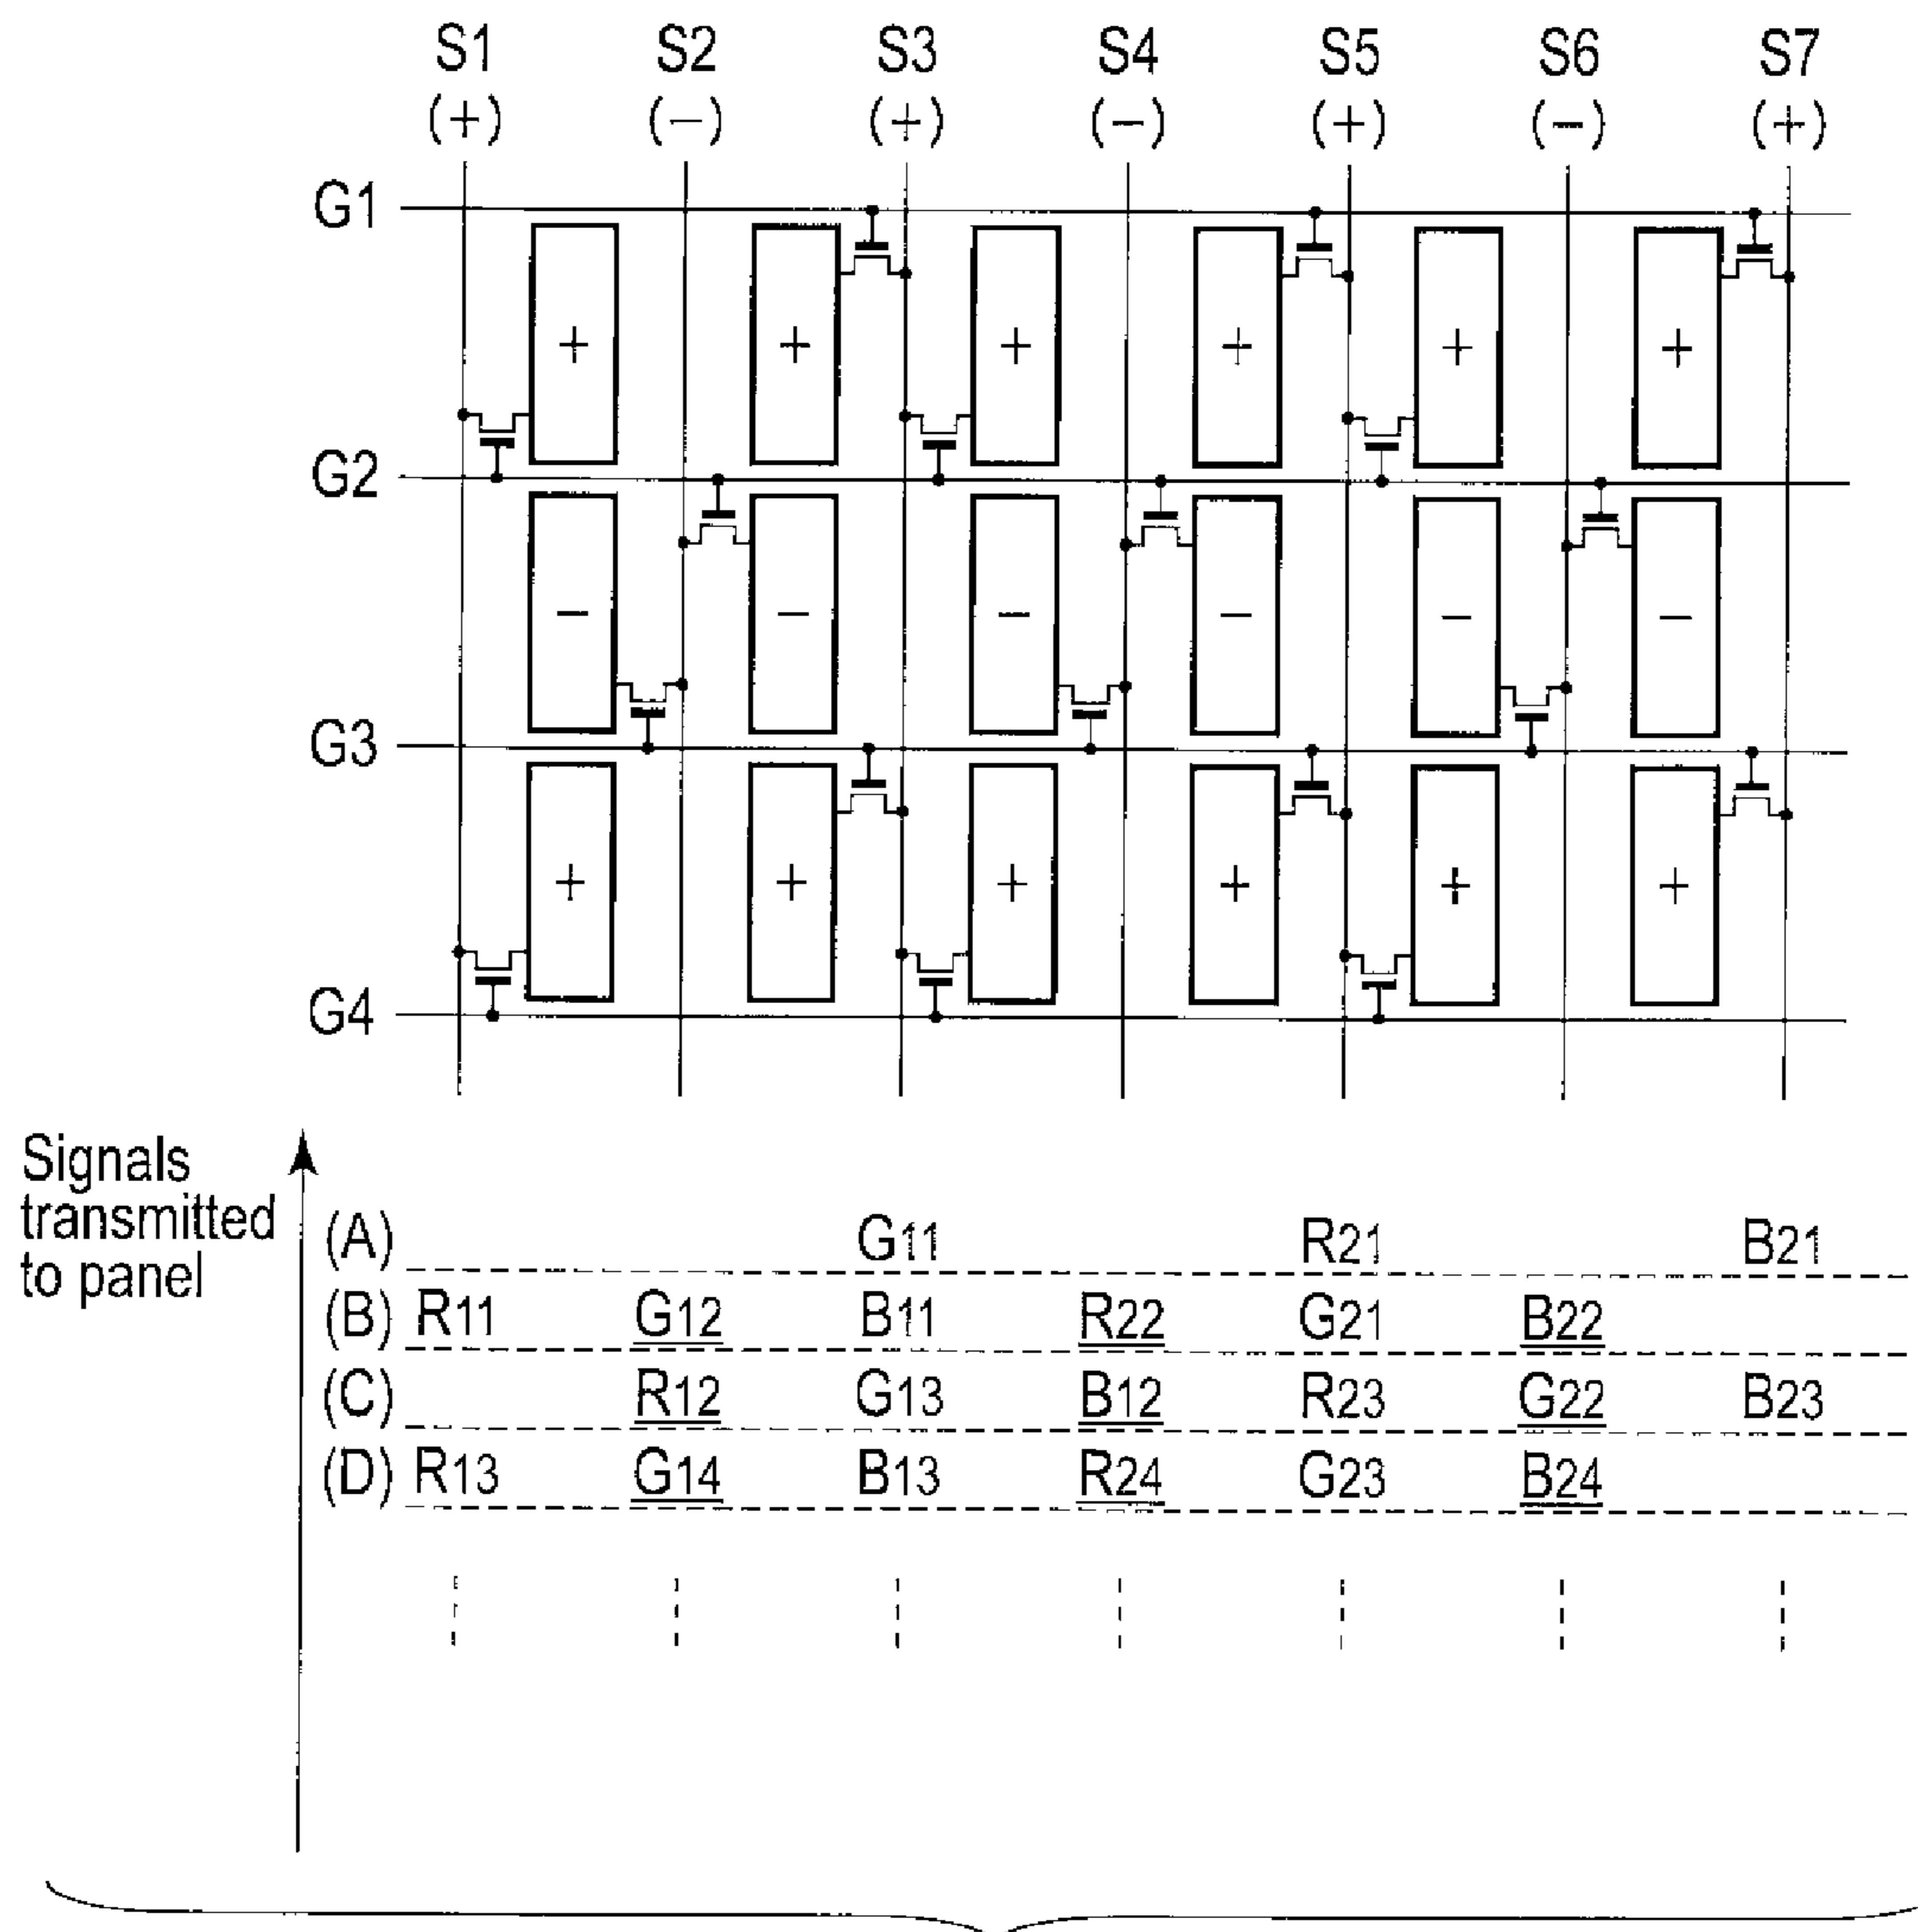 S1 S2 S3 S4 S5 S6 S7
(+) (−) (+) (−) (+) (−) (+)
G1
+ + + + + +
G2
− − − − − −
G3
+ + + + + +
G4
Signals
transmitted
to panel
(A) G11 R21 B21
(B) R11 G12 B11 R22 G21 B22
(C) R12 G13 B12 R23 G22 B23
(D) R13 G14 B13 R24 G23 B24